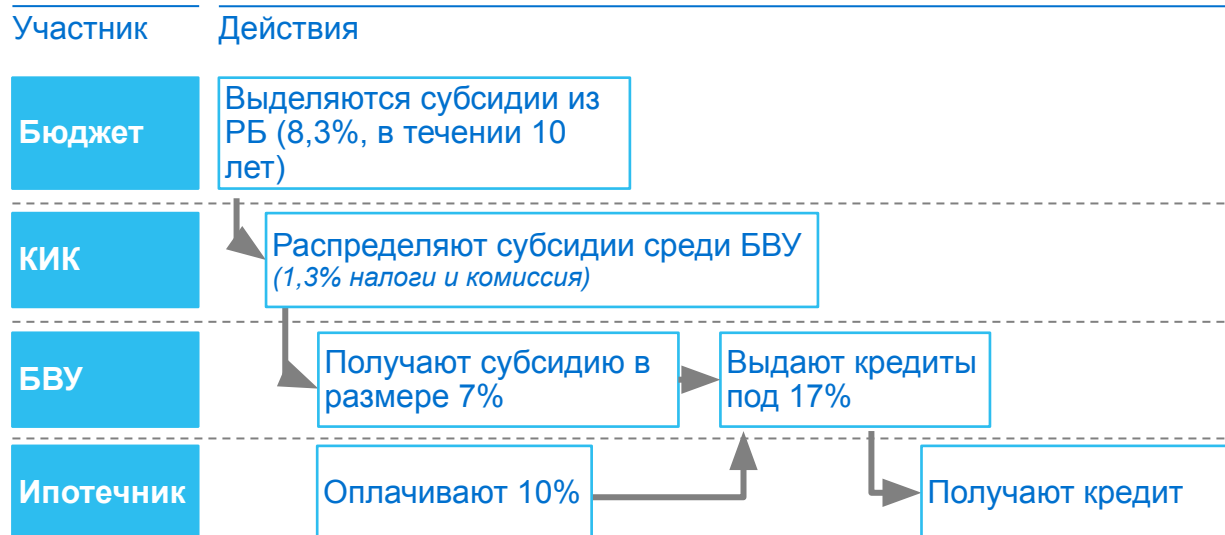 Участник
Действия
Бюджет
Выделяются субсидии из
РБ (8,3%, в течении 10
лет)
КИК
Распределяют субсидии среди БВУ
(1,3% налоги и комиссия)
БВУ
Получают субсидию в
размере 7%
Выдают кредиты
под 17%
Ипотечник
Оплачивают 10%
Получают кредит